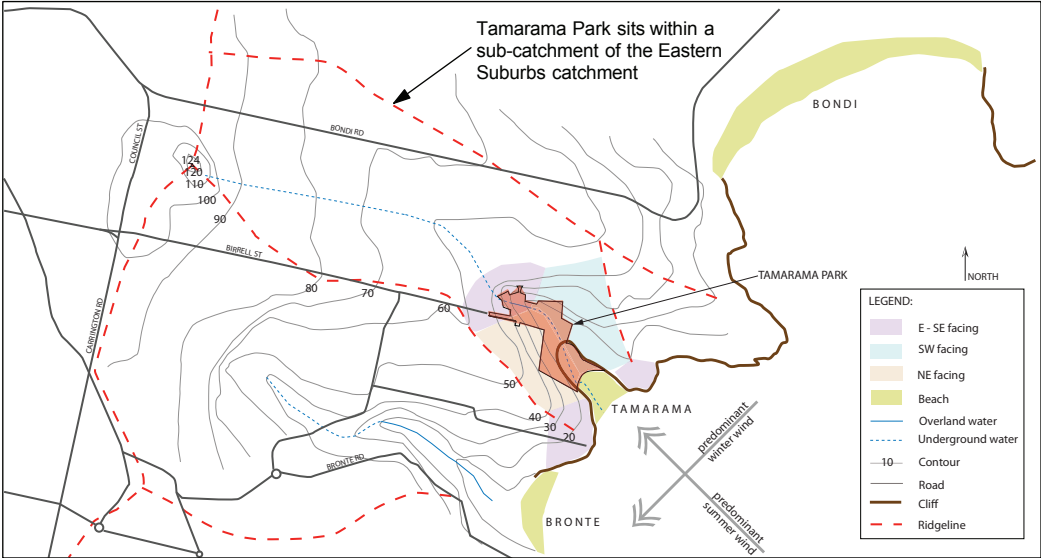 Tamarama Park sits within a
sub-catchment of the Eastern
Suburbs catchment
BONDI
BONDI RD
COUNCIL ST
124
120
110
100
90
BIRRELL ST
80
70
60
TAMARAMA PARK
NORTH
CARRINGTON RD
50
40
30
20
TAMARAMA
BRONTE RD
BRONTE
predominant
winter wind
predominant
summer wind
LEGEND:
E - SE facing
SW facing
NE facing
Beach
Overland water
Underground water
10 Contour
Road
Cliff
Ridgeline